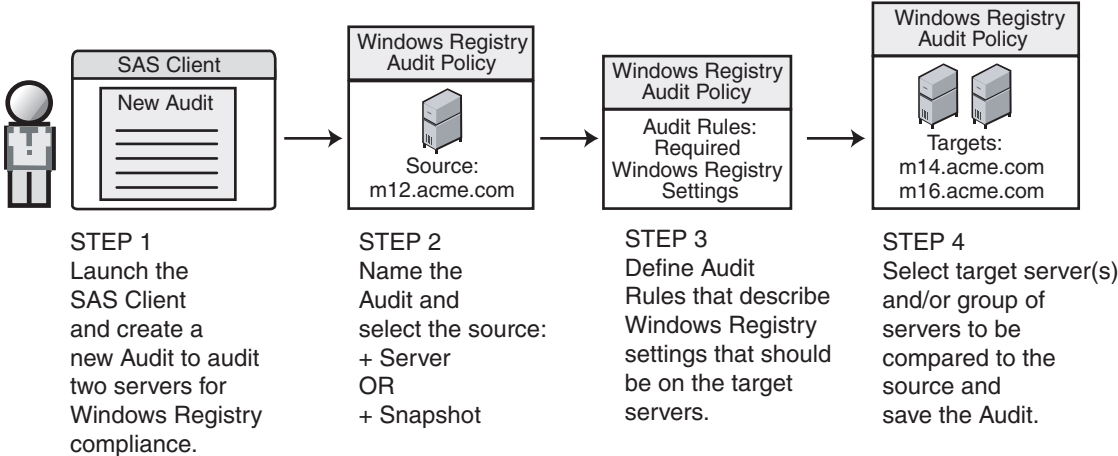 SAS Client
New Audit
Windows Registry
Audit Policy
Source:
m12.acme.com
Windows Registry
Audit Policy
Audit Rules:
Required
Windows Registry
Settings
Windows Registry
Audit Policy
Targets:
m14.acme.com
m16.acme.com
STEP 1
Launch the
SAS Client
and create a
new Audit to audit
two servers for
Windows Registry
compliance.
STEP 2
Name the
Audit and
select the source:
+ Server
OR
+ Snapshot
STEP 3
Define Audit
Rules that describe
Windows Registry
settings that should
be on the target
servers.
STEP 4
Select target server(s)
and/or group of
servers to be
compared to the
source and
save the Audit.